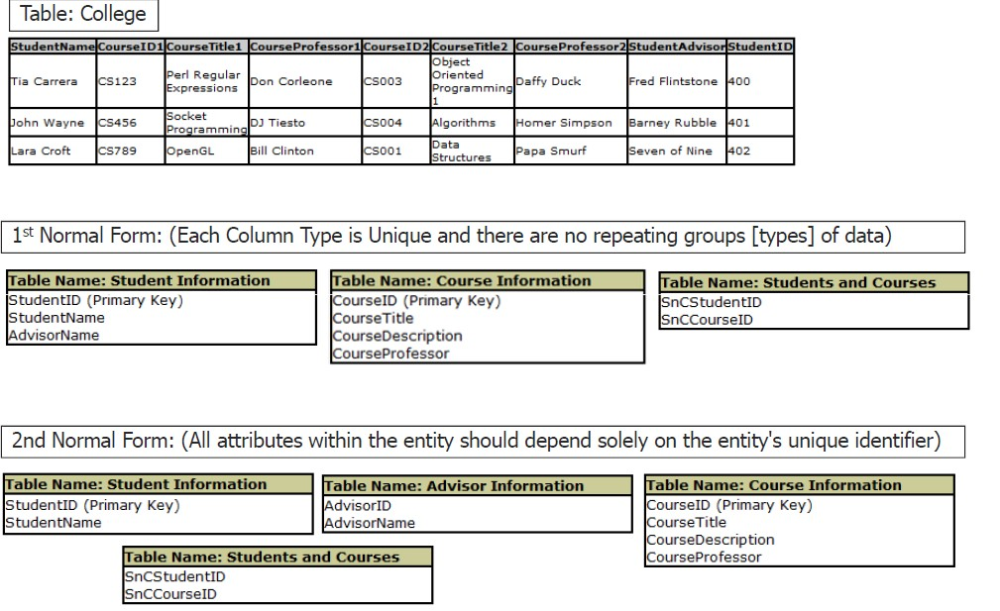 Table: College
StudentName CourseID1 CourseTitle1 CourseProfessor1 CourseID2 CourseTitle2 CourseProfessor2 StudentAdvisor StudentID
Tia Carrera CS123 Perl Regular Expressions Don Corleone CS003 Object Oriented Programming 1 Daffy Duck Fred Flintstone 400
John Wayne CS456 Socket Programming DJ Tiesto CS004 Algorithms Homer Simpson Barney Rubble 401
Lara Croft CS789 OpenGL Bill Clinton CS001 Data Structures Papa Smurf Seven of Nine 402
1st Normal Form: (Each Column Type is Unique and there are no repeating groups [types] of data)
Table Name: Student Information
StudentID (Primary Key)
StudentName
AdvisorName
Table Name: Course Information
CourseID (Primary Key)
CourseTitle
CourseDescription
CourseProfessor
Table Name: Students and Courses
SnCStudentID
SnCCourseID
2nd Normal Form: (All attributes within the entity should depend solely on the entity's unique identifier)
Table Name: Student Information
StudentID (Primary Key)
StudentName
Table Name: Advisor Information
AdvisorID
AdvisorName
Table Name: Course Information
CourseID (Primary Key)
CourseTitle
CourseDescription
CourseProfessor
Table Name: Students and Courses
SnCStudentID
SnCCourseID